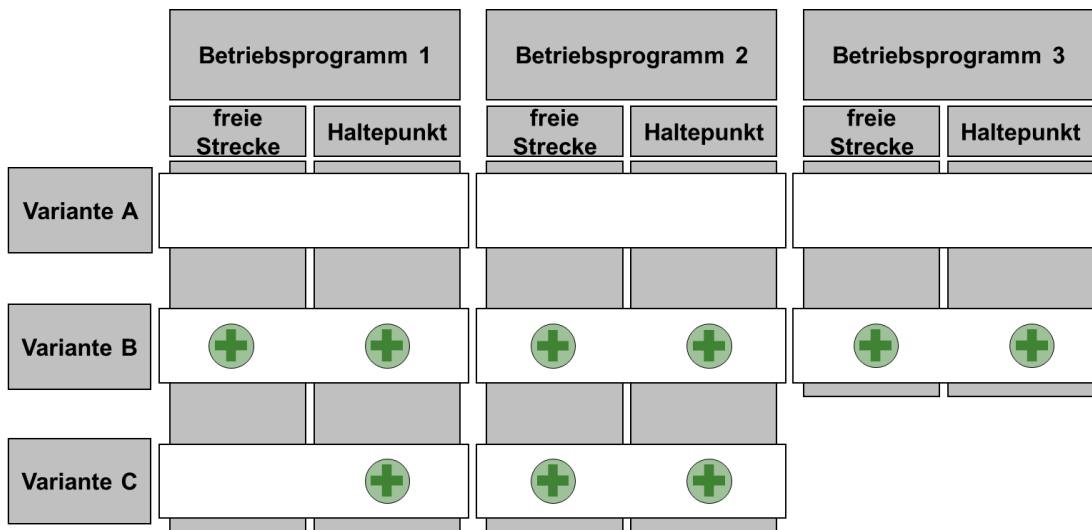 Betriebsprogramm 1
Betriebsprogramm 2
Betriebsprogramm 3
freie
Strecke
Haltepunkt
freie
Strecke
Haltepunkt
freie
Strecke
Haltepunkt
Variante A
Variante B
Variante C